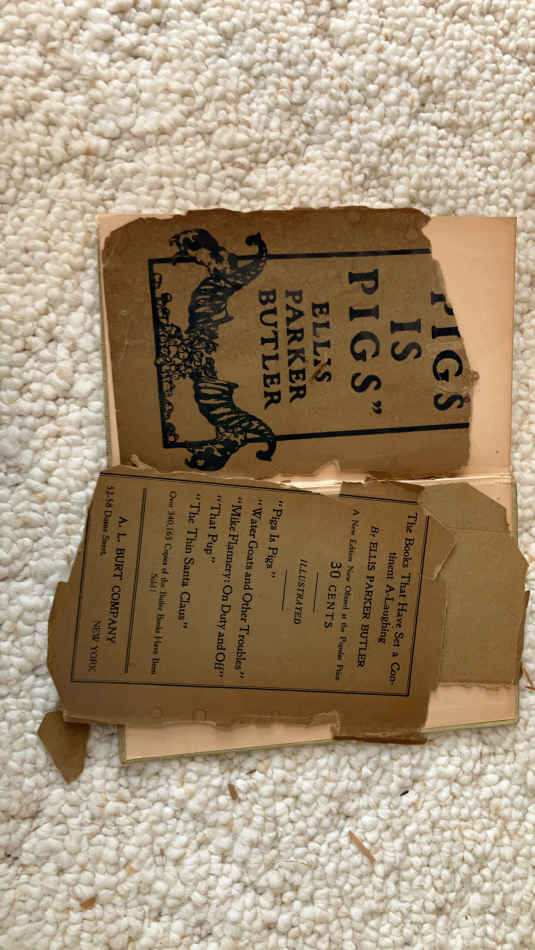 PIGS
IS
PIGS"
ELLIS
PARKER
BUTLER
The Books That Have Set a Con-
tinent A-Laughing
By ELLIS PARKER BUTLER
A New Edition Now Offered at the Popular Price
30 CENTS
ILLUSTRATED
"Pigs Is Pigs"
"Water Goats and Other Troubles"
"Mike Flannery: On Duty and Off"
"That Pup"
"The Thin Santa Claus"
Over 340,165 Copies of the Butler Books Have Been
Sold!
A. L. BURT COMPANY
52-58 Duane Street NEW YORK